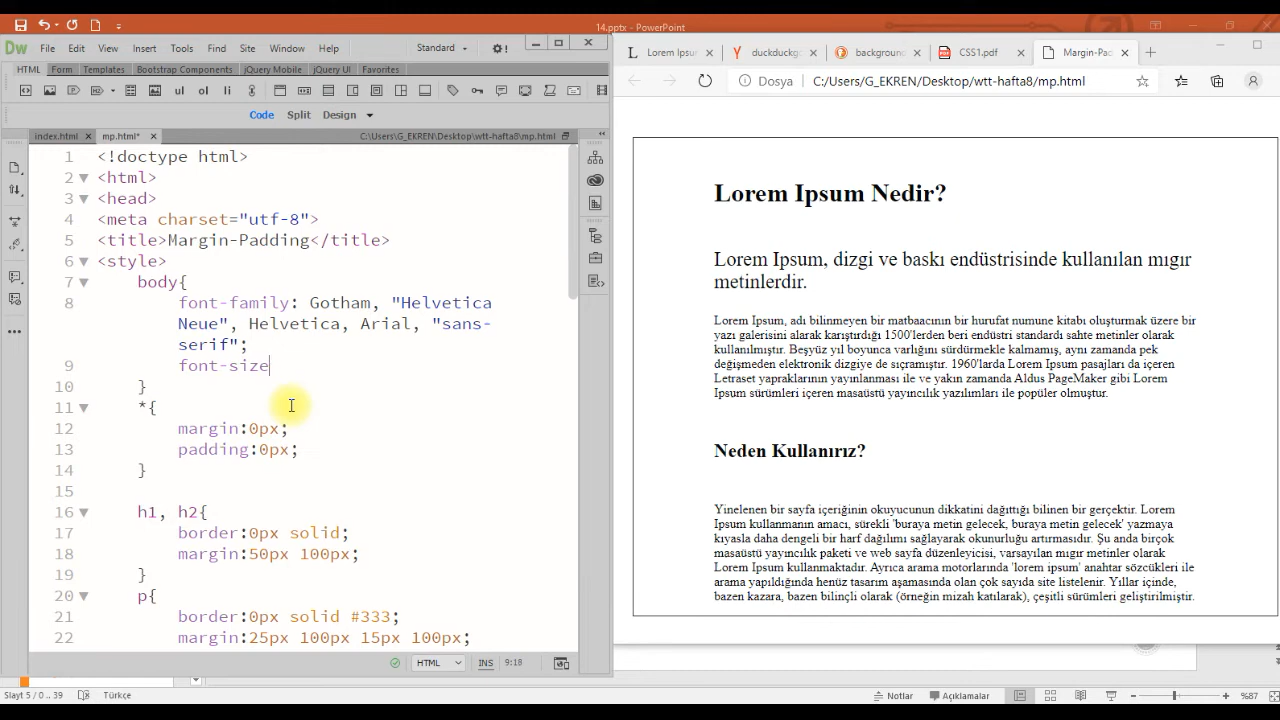 14.pptx - PowerPoint
Dw File Edit View Insert Tools Find Site Window Help Standard
HTML Form Templates Bootstrap Components jQuery Mobile jQuery UI Favorites
ul ol
Code Split Design
index.html mp.html* C:\Users\G_EKREN\Desktop\wtt-hafta8\mp.html
1 <!doctype html>
2 <html>
3 <head>
4 <meta charset="utf-8">
5 <title>Margin-Padding</title>
6 <style>
7 body{
8 font-family: Gotham, "Helvetica
Neue", Helvetica, Arial, "sans-
serif";
9 font-size
10 }
11 *{
12 margin:0px;
13 padding:0px;
14 }
15
16 h1, h2{
17 border:0px solid;
18 margin:50px 100px;
19 }
20 p{
21 border:0px solid #333;
22 margin:25px 100px 15px 100px;
HTML INS 9:18
L Lorem Ipsu duckduckg background CSS1.pdf Margin-Pad
Dosya C:/Users/G_EKREN/Desktop/wtt-hafta8/mp.html
Lorem Ipsum Nedir?
Lorem Ipsum, dizgi ve baskı endüstrisinde kullanılan mıgır
metinlerdir.
Lorem Ipsum, adı bilinmeyen bir matbaacının bir hurufat numune kitabı oluşturmak üzere bir
yazı galerisini alarak karıştırdığı 1500'lerden beri endüstri standardı sahte metinler olarak
kullanılmıştır. Beşyüz yıl boyunca varlığını sürdürmekle kalmamış, aynı zamanda pek
değişmeden elektronik dizgiye de sıçramıştır. 1960'larda Lorem Ipsum pasajları da içeren
Letraset yapraklarının yayınlanması ile ve yakın zamanda Aldus PageMaker gibi Lorem
Ipsum sürümleri içeren masaüstü yayıncılık yazılımları ile popüler olmuştur.
Neden Kullanırız?
Yinelenen bir sayfa içeriğinin okuyucunun dikkatini dağıttığı bilinen bir gerçektir. Lorem
Ipsum kullanmanın amacı, sürekli 'buraya metin gelecek, buraya metin gelecek' yazmaya
kıyasla daha dengeli bir harf dağılımı sağlayarak okunurluğu artırmasıdır. Şu anda birçok
masaüstü yayıncılık paketi ve web sayfa düzenleyicisi, varsayılan mıgır metinler olarak
Lorem Ipsum kullanmaktadır. Ayrıca arama motorlarında 'lorem ipsum' anahtar sözcükleri ile
arama yapıldığında henüz tasarım aşamasında olan çok sayıda site listelenir. Yıllar içinde,
bazen kazara, bazen bilinçli olarak (örneğin mizah katılarak), çeşitli sürümleri geliştirilmiştir.
Slayt 5 / 0 .. 39 Türkçe Notlar Açıklamalar %87